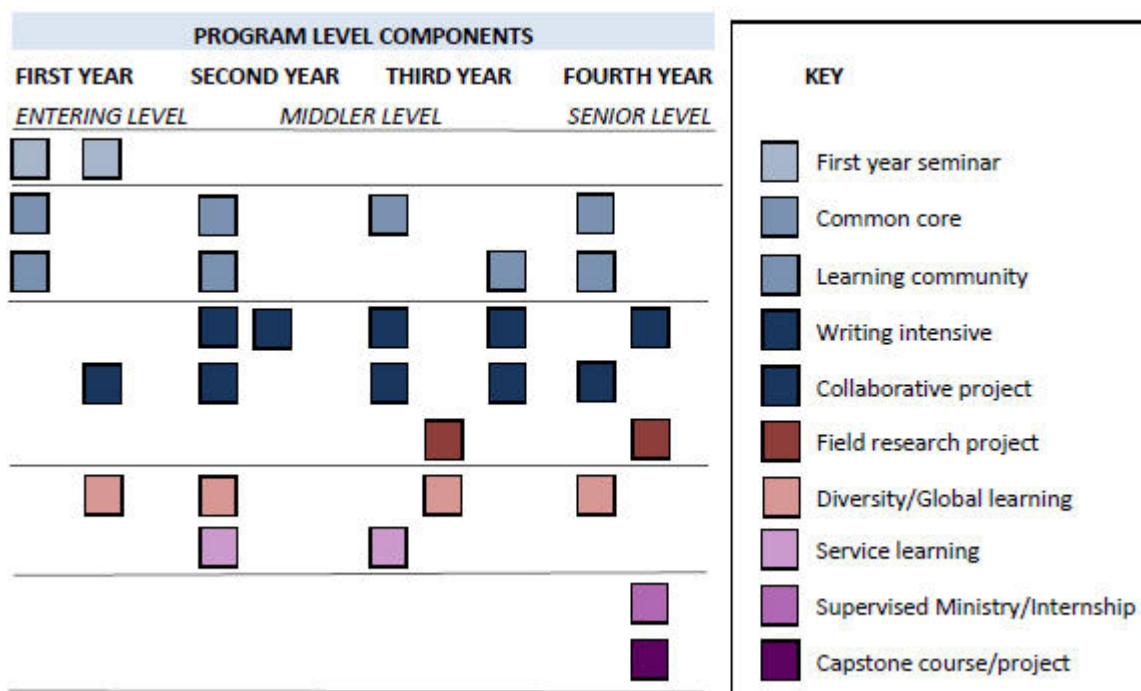 PROGRAM LEVEL COMPONENTS
FIRST YEAR SECOND YEAR THIRD YEAR FOURTH YEAR
ENTERING LEVEL MIDDLER LEVEL SENIOR LEVEL
KEY
First year seminar
Common core
Learning community
Writing intensive
Collaborative project
Field research project
Diversity/Global learning
Service learning
Supervised Ministry/Internship
Capstone course/project